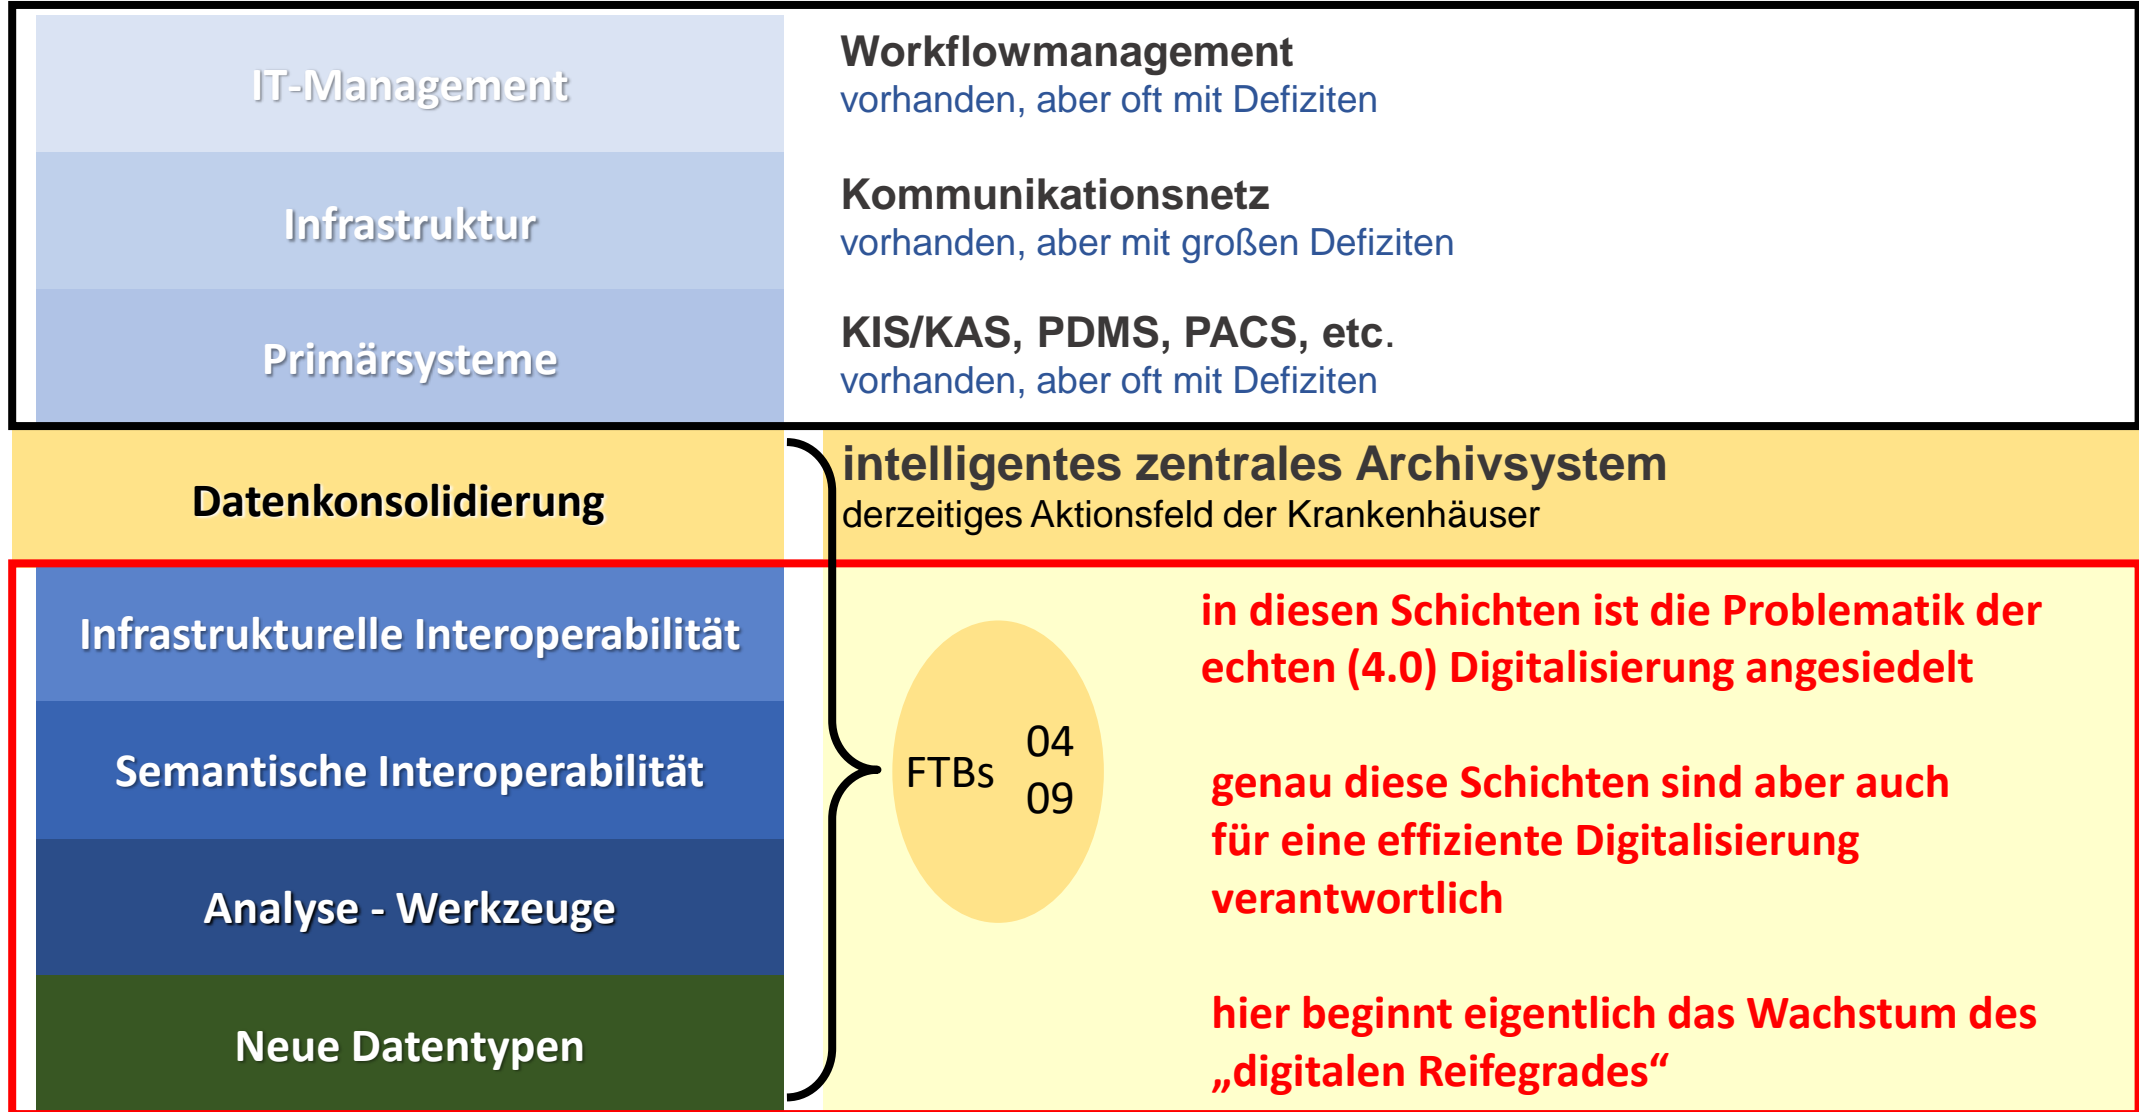 IT-Management
Workflowmanagement
vorhanden, aber oft mit Defiziten
Infrastruktur
Kommunikationsnetz
vorhanden, aber mit großen Defiziten
Primärsysteme
KIS/KAS, PDMS, PACS, etc.
vorhanden, aber oft mit Defiziten
Datenkonsolidierung
intelligentes zentrales Archivsystem
derzeitiges Aktionsfeld der Krankenhäuser
Infrastrukturelle Interoperabilität
Semantische Interoperabilität
Analyse - Werkzeuge
Neue Datentypen
FTBs
04
09
in diesen Schichten ist die Problematik der
echten (4.0) Digitalisierung angesiedelt
genau diese Schichten sind aber auch
für eine effiziente Digitalisierung
verantwortlich
hier beginnt eigentlich das Wachstum des
„digitalen Reifegrades“